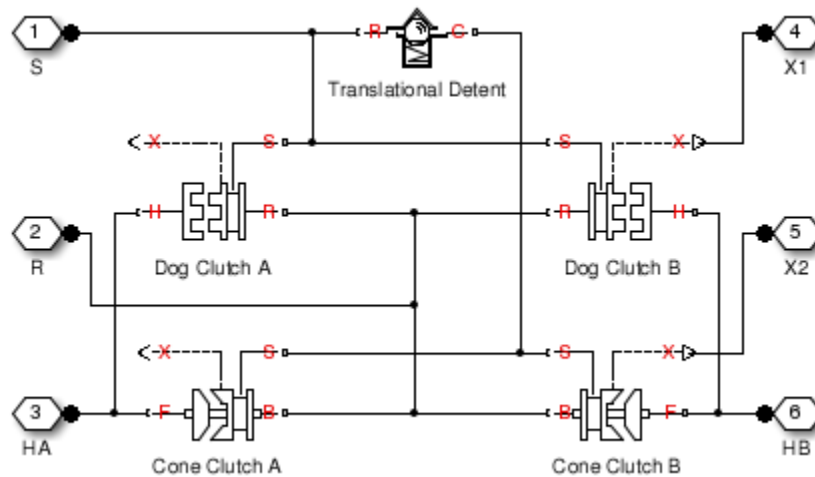 1
S
R
C
4
X1
Translational Detent
X
S
S
X
H
R
R
H
2
R
Dog Clutch A
Dog Clutch B
5
X2
X
S
S
X
3
HA
F
B
B
F
6
HB
Cone Clutch A
Cone Clutch B